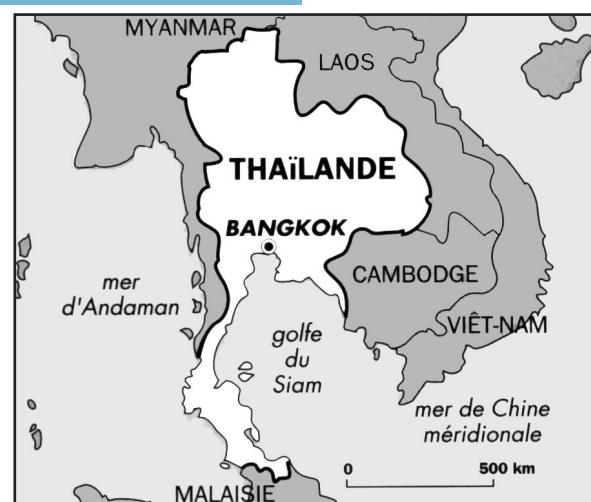 MYANMAR
LAOS
THAïLANDE
BANGKOK
CAMBODGE
mer
d'Andaman
VIÊT-NAM
golfe
du
Siam
mer de Chine
méridionale
0 500 km
MALAISIE